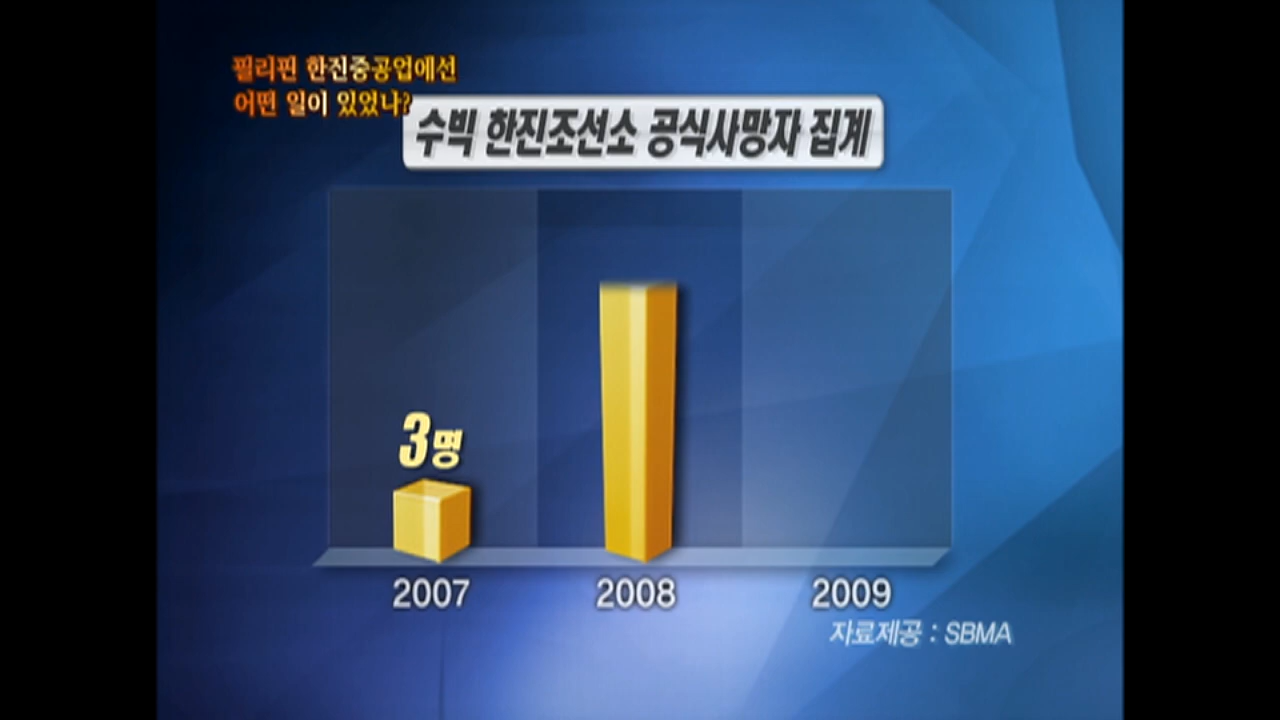 필리핀 한진중공업에선
어떤 일이 있었나?
수빅 한진조선소 공식사망자 집계
3명
2007
2008
2009
자료제공 : SBMA